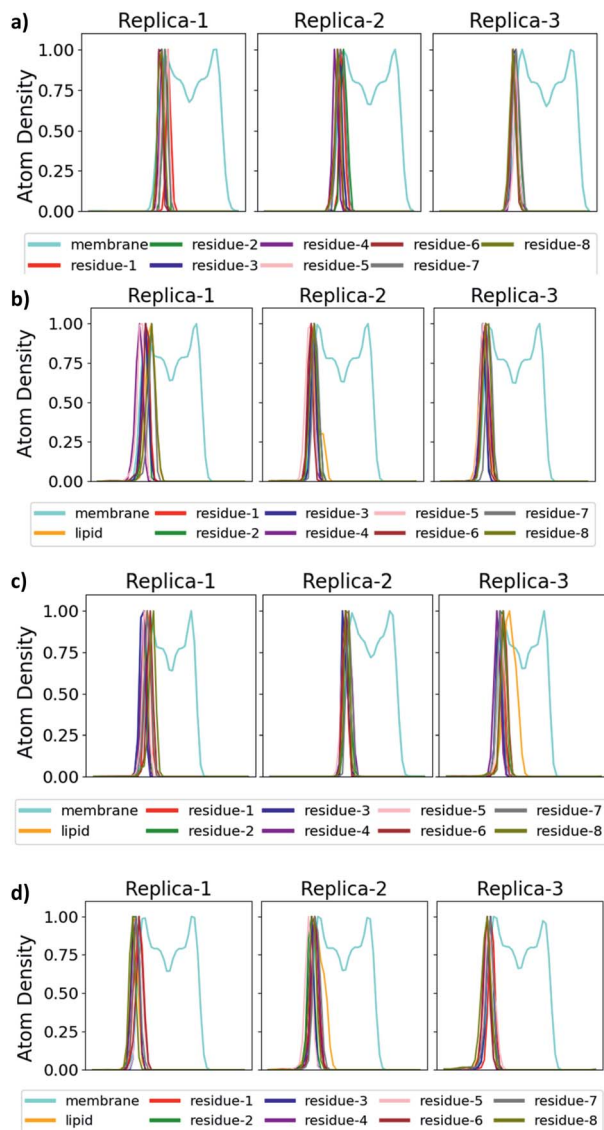 a)
Replica-1 Replica-2 Replica-3
Atom Density
1.00
0.75
0.50
0.25
0.00
membrane residue-2 residue-4 residue-6 residue-8
residue-1 residue-3 residue-5 residue-7
b)
Replica-1 Replica-2 Replica-3
Atom Density
1.00
0.75
0.50
0.25
0.00
membrane residue-1 residue-3 residue-5 residue-7
lipid residue-2 residue-4 residue-6 residue-8
c)
Replica-1 Replica-2 Replica-3
Atom Density
1.00
0.75
0.50
0.25
0.00
membrane residue-1 residue-3 residue-5 residue-7
lipid residue-2 residue-4 residue-6 residue-8
d)
Replica-1 Replica-2 Replica-3
Atom Density
1.00
0.75
0.50
0.25
0.00
membrane residue-1 residue-3 residue-5 residue-7
lipid residue-2 residue-4 residue-6 residue-8